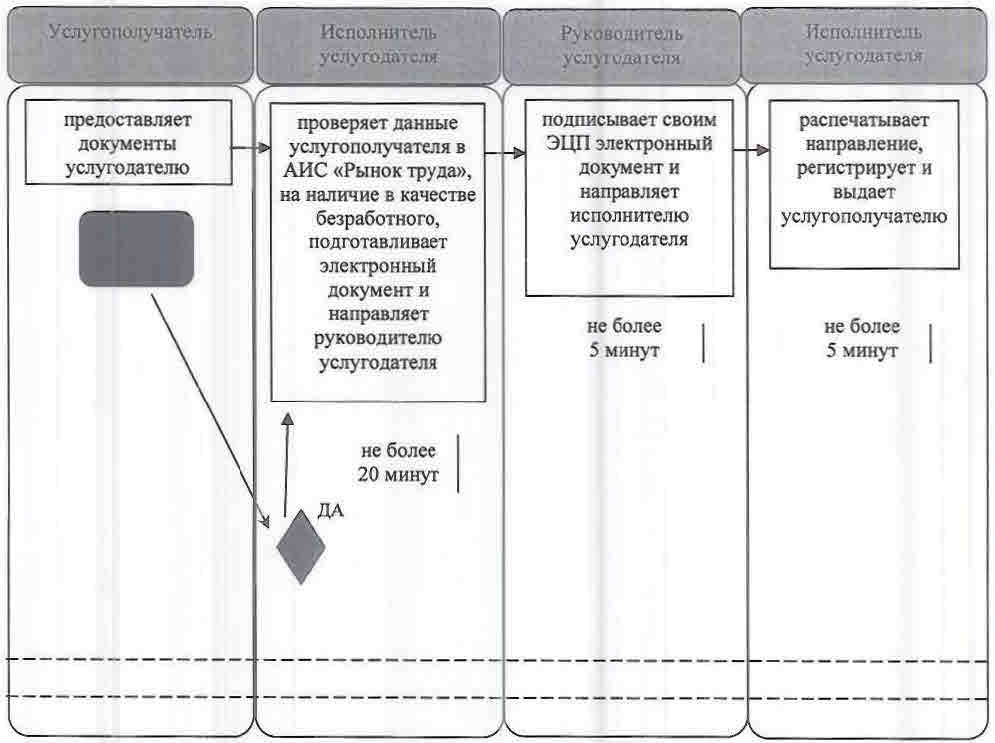 Услугополучатель
Исполнитель
услугодателя
Руководитель
услугодателя
Исполнитель
услугодателя
предоставляет
документы
услугодателю
проверяет данные
услугополучателя в
АИС «Рынок труда»,
на наличие в качестве
безработного,
подготавливает
электронный
документ и
направляет
руководителю
услугодателя
подписывает своим
ЭЦП электронный
документ и
направляет
исполнителю
услугодателя
распечатывает
направление,
регистрирует и
выдает
услугополучателю
не более
5 минут
не более
5 минут
не более
20 минут
ДА